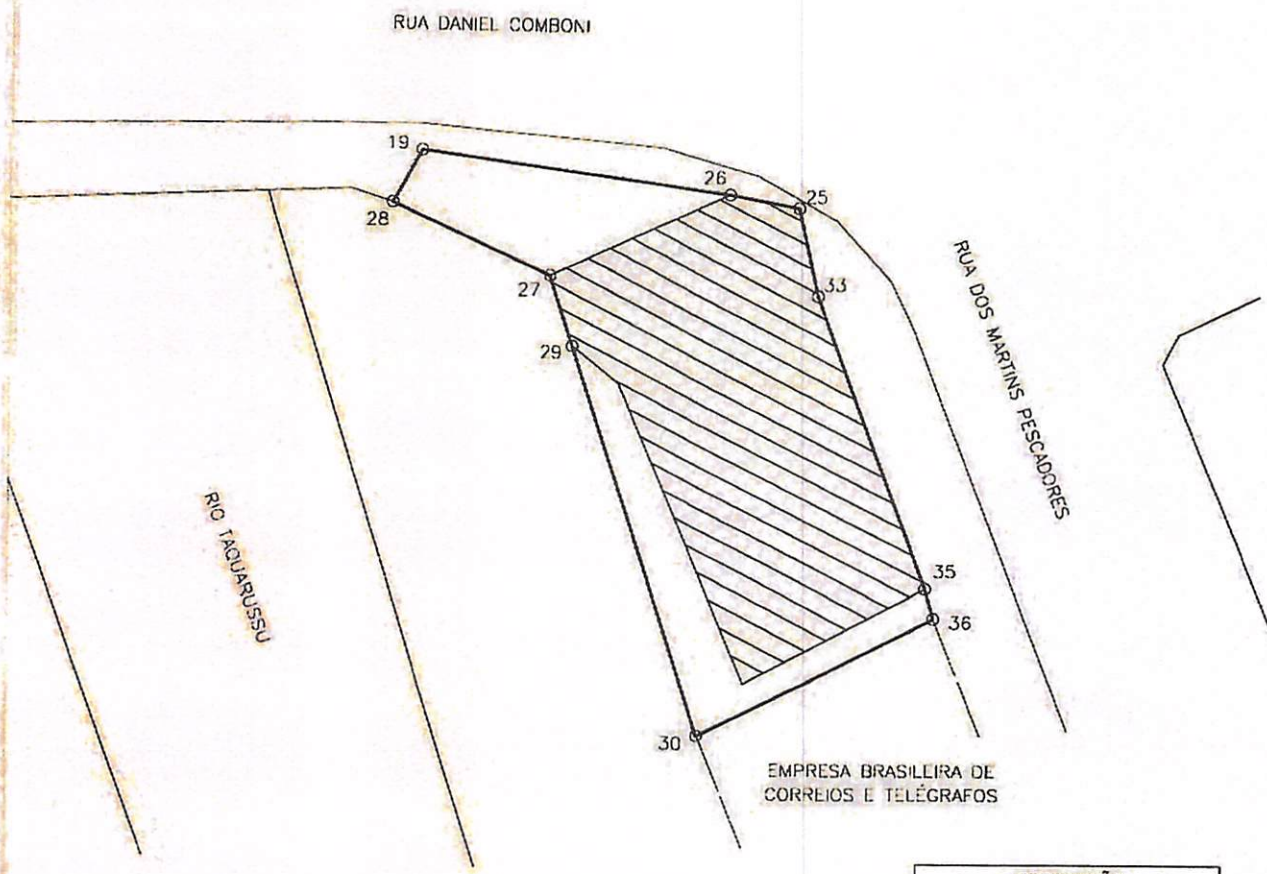 RUA DANIEL COMBONI
19
26
25
28
27
33
29
RUA DOS MARTINS PESCADORES
RIO TAQUARUSSU
35
36
30
EMPRESA BRASILEIRA DE
CORREIOS E TELÉGRAFOS